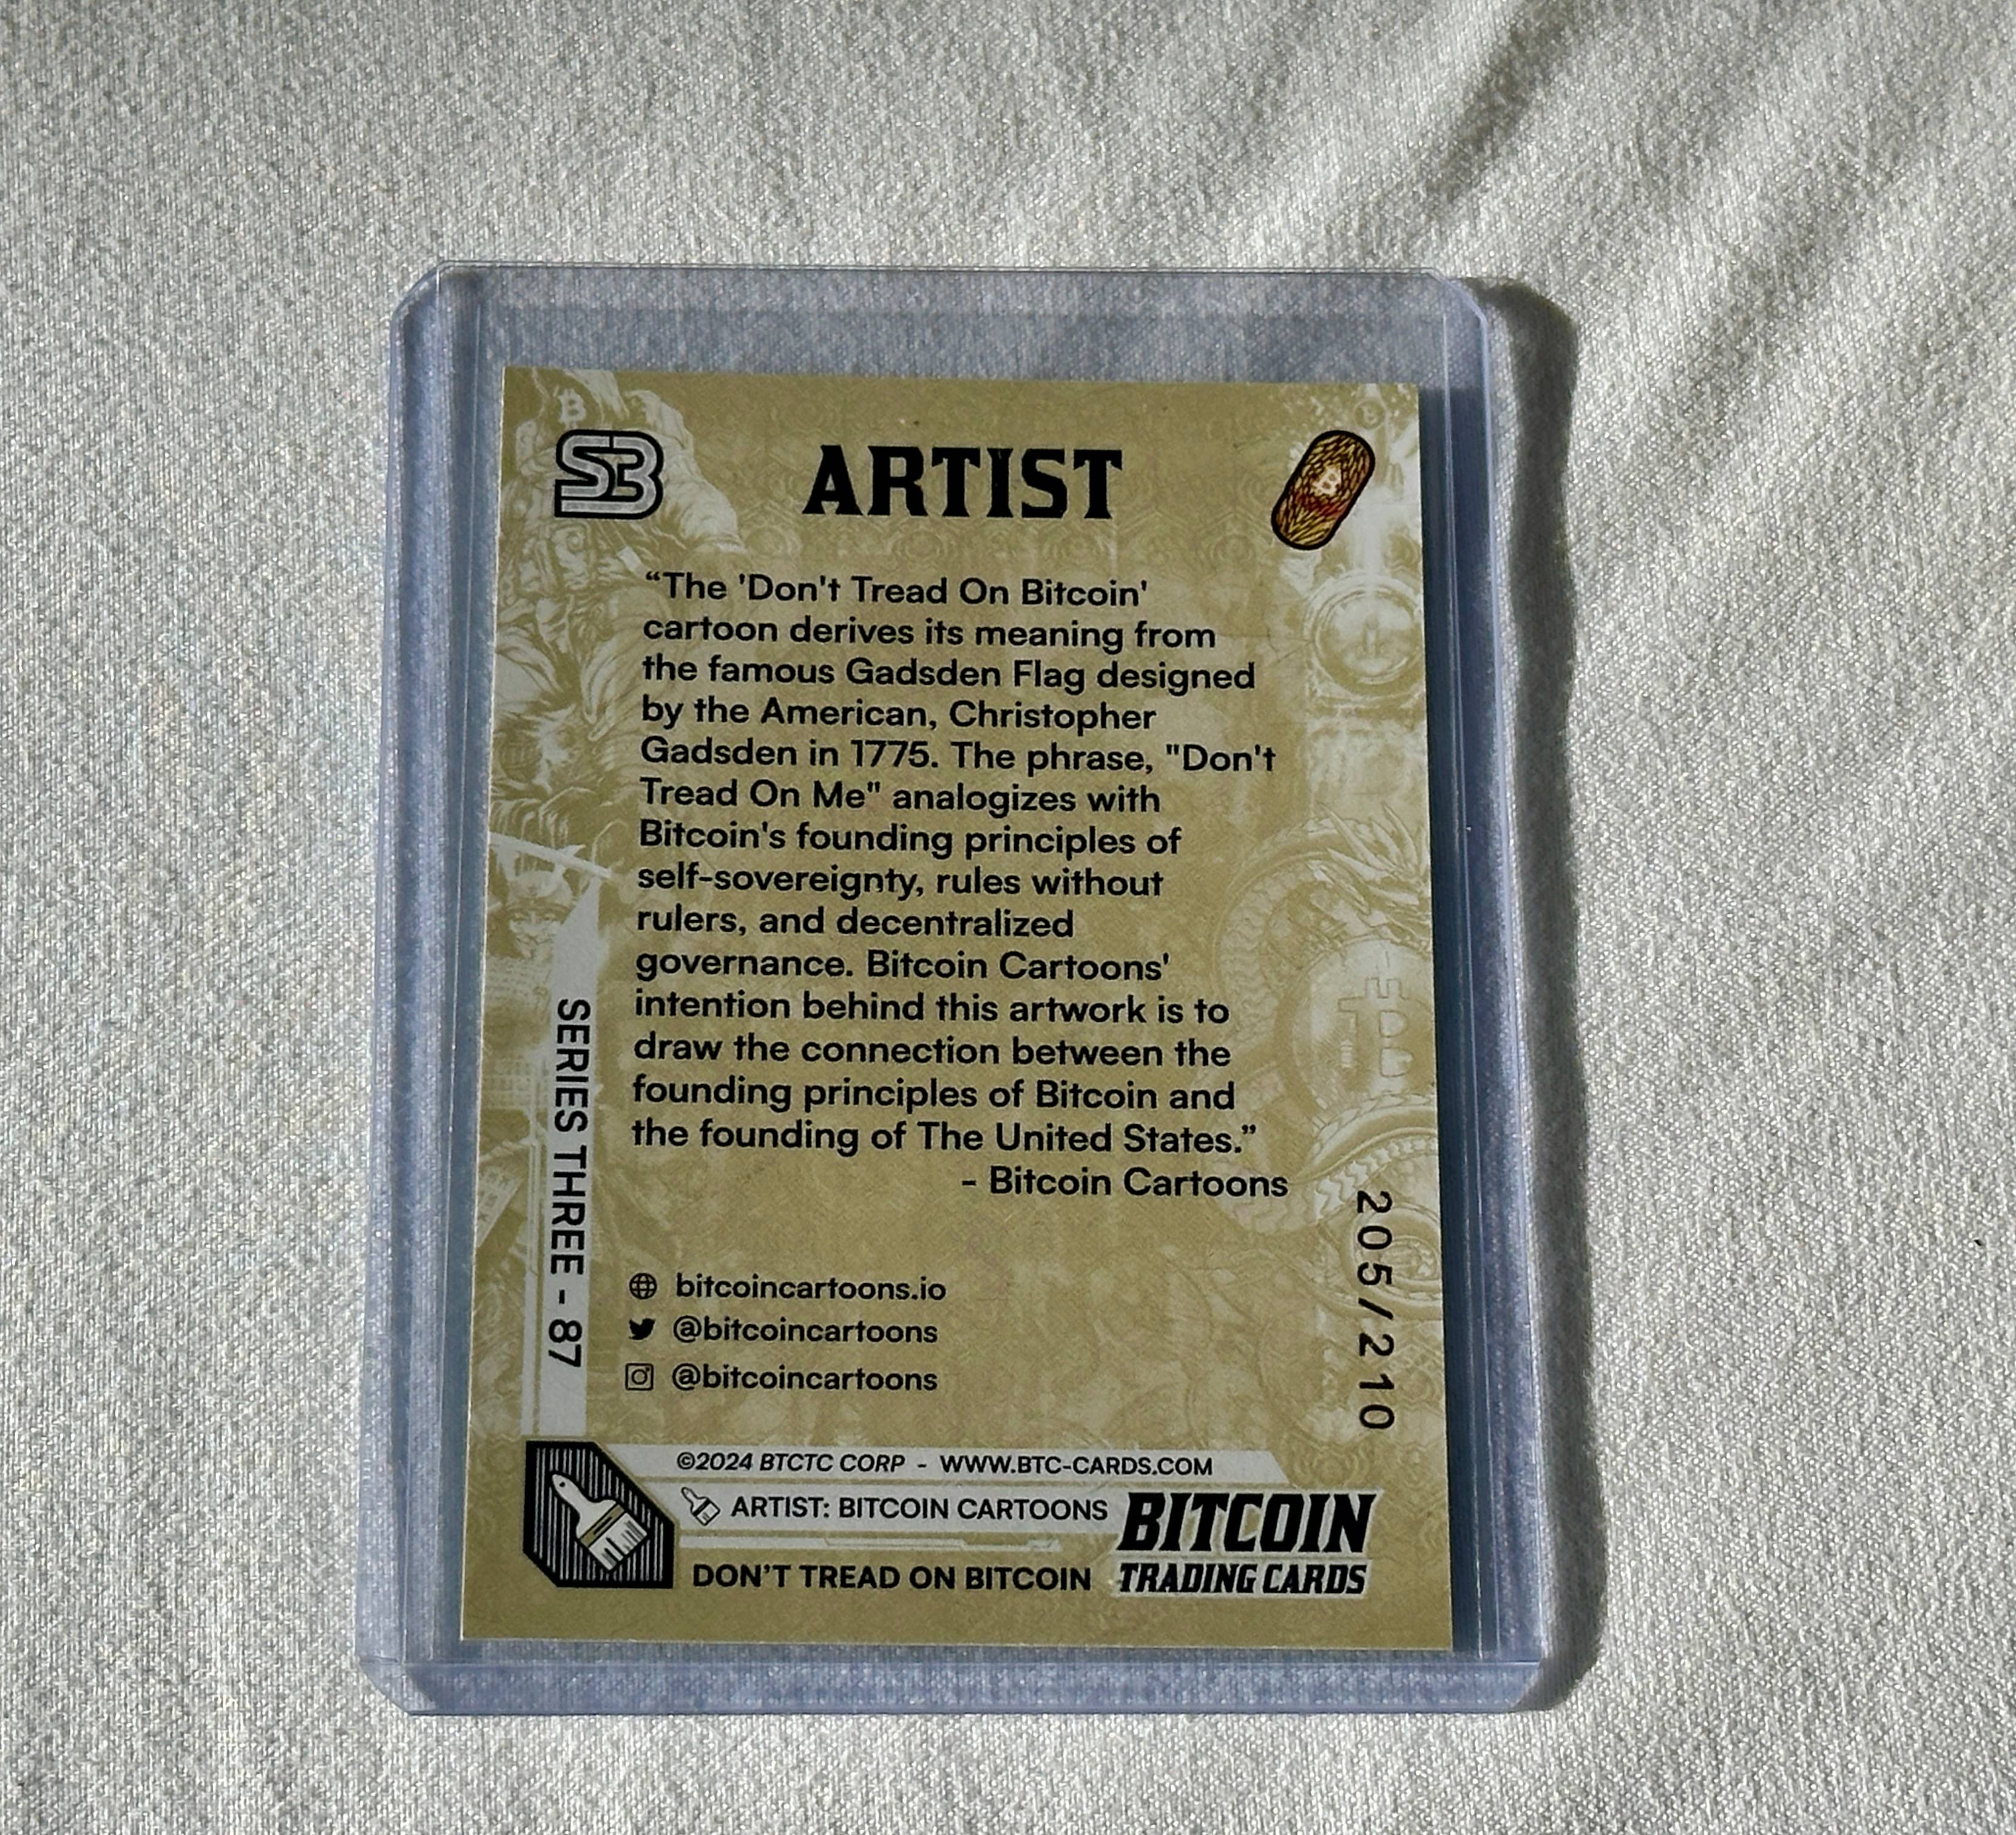 S3
ARTIST
“The 'Don't Tread On Bitcoin'
cartoon derives its meaning from
the famous Gadsden Flag designed
by the American, Christopher
Gadsden in 1775. The phrase, "Don't
Tread On Me" analogizes with
Bitcoin's founding principles of
self-sovereignty, rules without
rulers, and decentralized
governance. Bitcoin Cartoons'
intention behind this artwork is to
draw the connection between the
founding principles of Bitcoin and
the founding of The United States.”
- Bitcoin Cartoons
SERIES THREE - 87
205/210
bitcoincartoons.io
@bitcoincartoons
@bitcoincartoons
©2024 BTCTC CORP - WWW.BTC-CARDS.COM
ARTIST: BITCOIN CARTOONS
DON'T TREAD ON BITCOIN
BITCOIN
TRADING CARDS